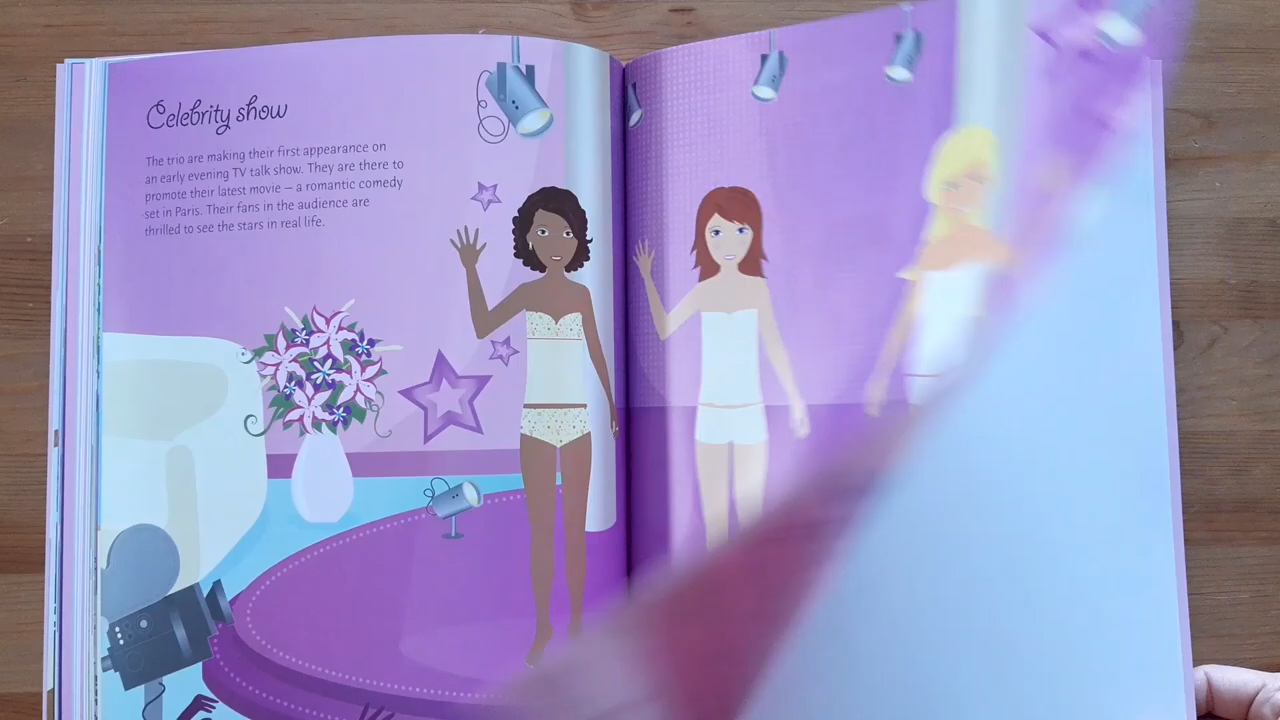 Celebrity show
The trio are making their first appearance on
an early evening TV talk show. They are there to
promote their latest movie – a romantic comedy
set in Paris. Their fans in the audience are
thrilled to see the stars in real life.